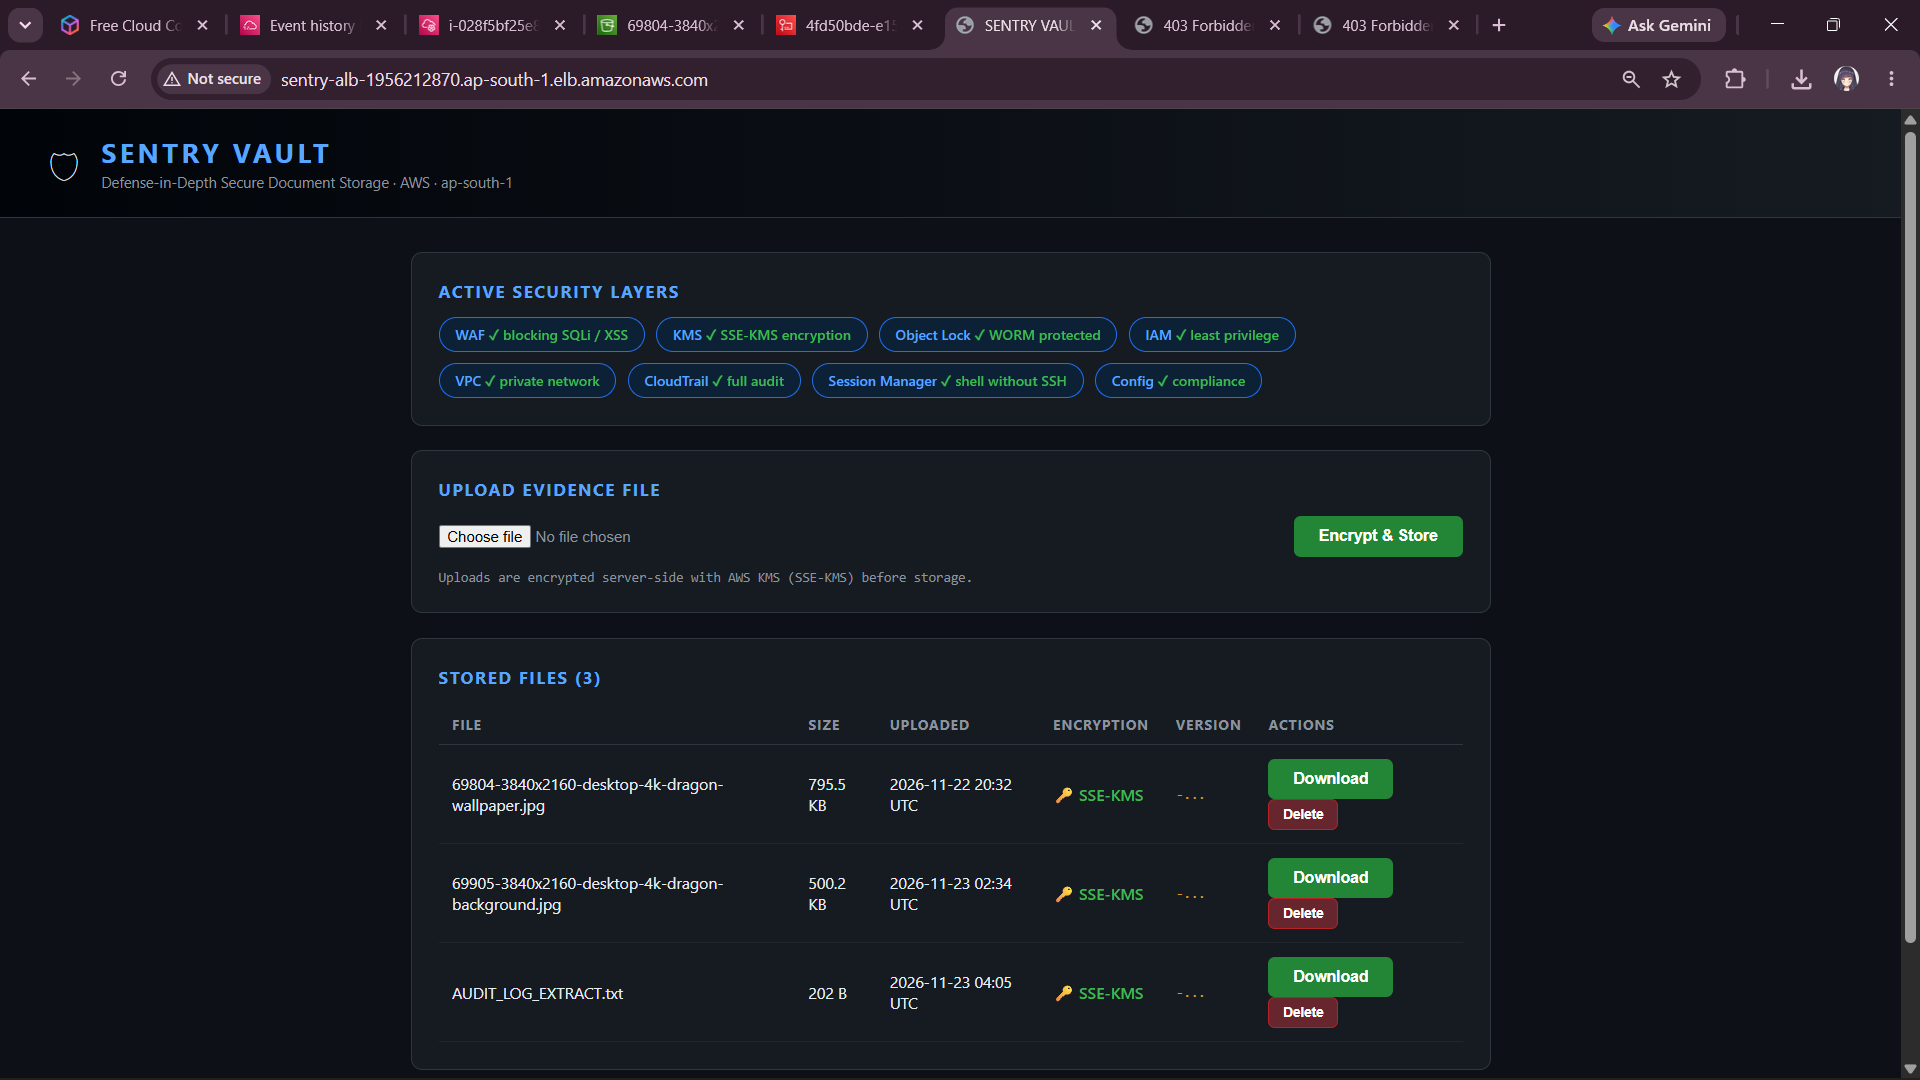 Free Cloud Co
Event history
i-028f5bf25e8
69804-3840x2
4fd50bde-e15
SENTRY VAUL
403 Forbidde
403 Forbidde
Ask Gemini
Not secure
sentry-alb-1956212870.ap-south-1.elb.amazonaws.com
SENTRY VAULT
Defense-in-Depth Secure Document Storage · AWS · ap-south-1
ACTIVE SECURITY LAYERS
WAF ✓ blocking SQLi / XSS
KMS ✓ SSE-KMS encryption
Object Lock ✓ WORM protected
IAM ✓ least privilege
VPC ✓ private network
CloudTrail ✓ full audit
Session Manager ✓ shell without SSH
Config ✓ compliance
UPLOAD EVIDENCE FILE
Choose file No file chosen
Encrypt & Store
Uploads are encrypted server-side with AWS KMS (SSE-KMS) before storage.
STORED FILES (3)
FILE SIZE UPLOADED ENCRYPTION VERSION ACTIONS
69804-3840x2160-desktop-4k-dragon-
wallpaper.jpg
795.5
KB
2026-11-22 20:32
UTC
SSE-KMS
-...
Download
Delete
69905-3840x2160-desktop-4k-dragon-
background.jpg
500.2
KB
2026-11-23 02:34
UTC
SSE-KMS
-...
Download
Delete
AUDIT_LOG_EXTRACT.txt
202 B
2026-11-23 04:05
UTC
SSE-KMS
-...
Download
Delete